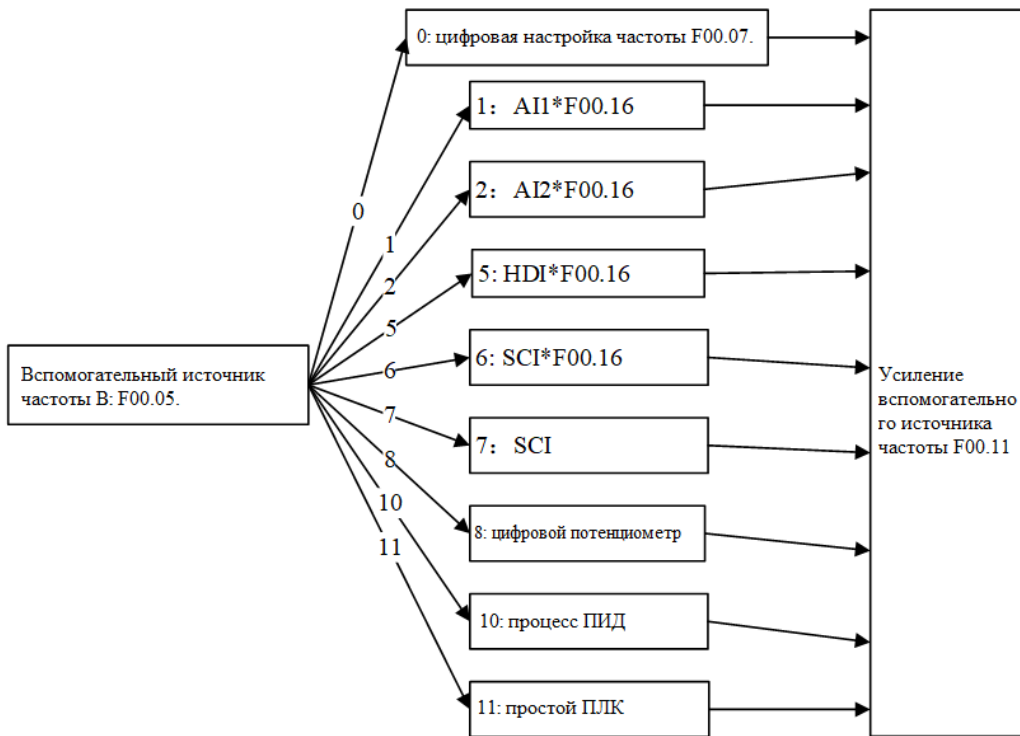 0: цифровая настройка частоты F00.07.
1: AI1*F00.16
2: AI2*F00.16
5: HDI*F00.16
6: SCI*F00.16
7: SCI
8: цифровой потенциометр
10: процесс ПИД
11: простой ПЛК
0
1
2
5
6
7
8
10
11
Вспомогательный источник
частоты B: F00.05.
Усиление
вспомогательно
го источника
частоты F00.11